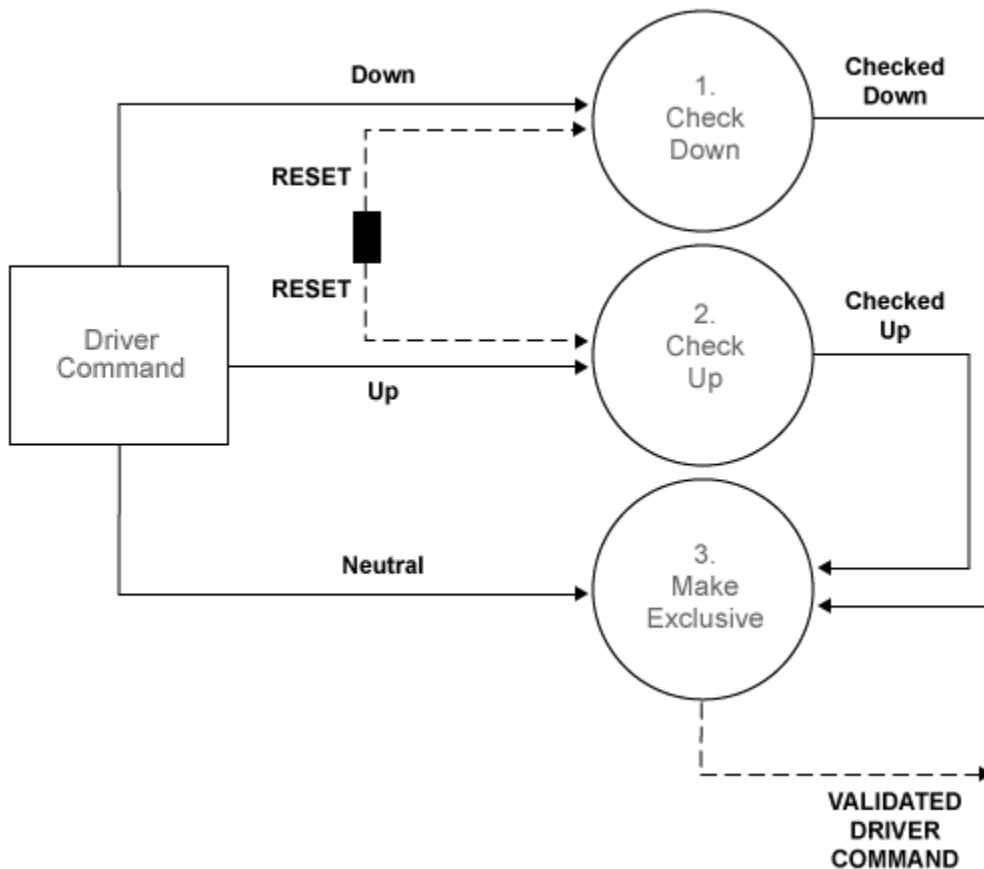 Down
Checked
Down
1.
Check
Down
RESET
RESET
Driver
Command
Up
2.
Check
Up
Checked
Up
Neutral
3.
Make
Exclusive
VALIDATED
DRIVER
COMMAND